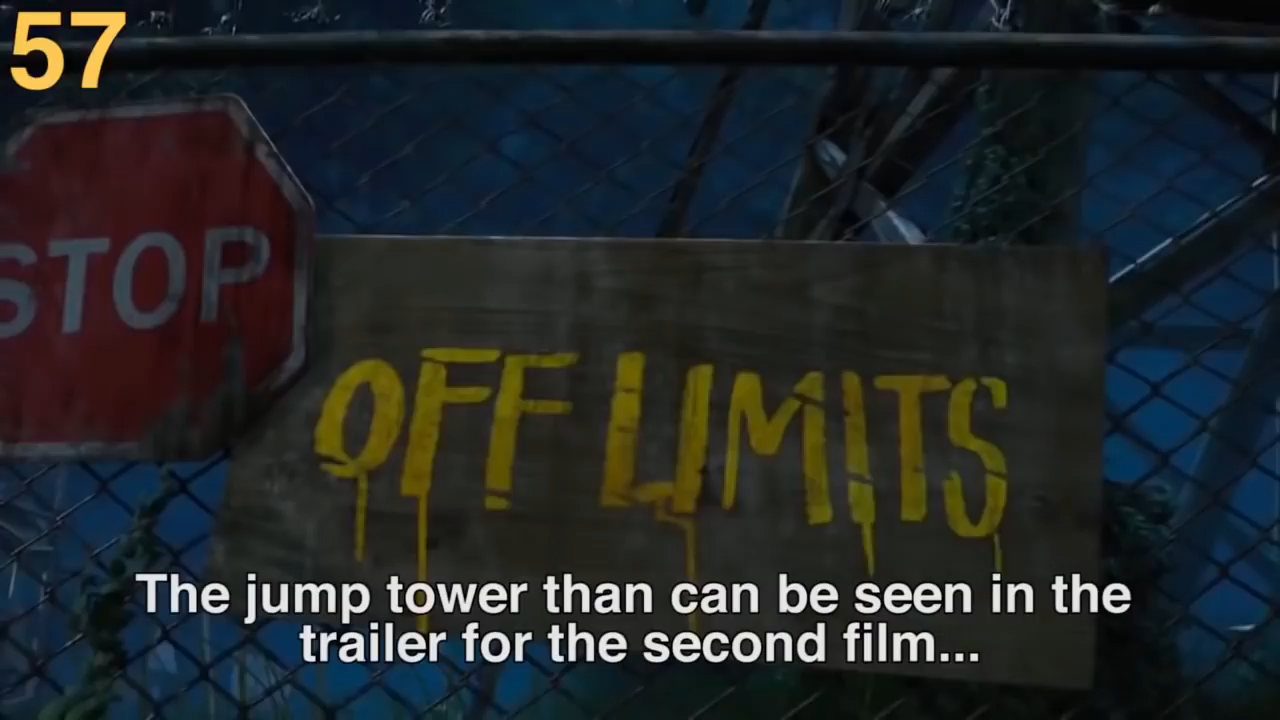 57
STOP
OFF LIMITS
The jump tower than can be seen in the
trailer for the second film...